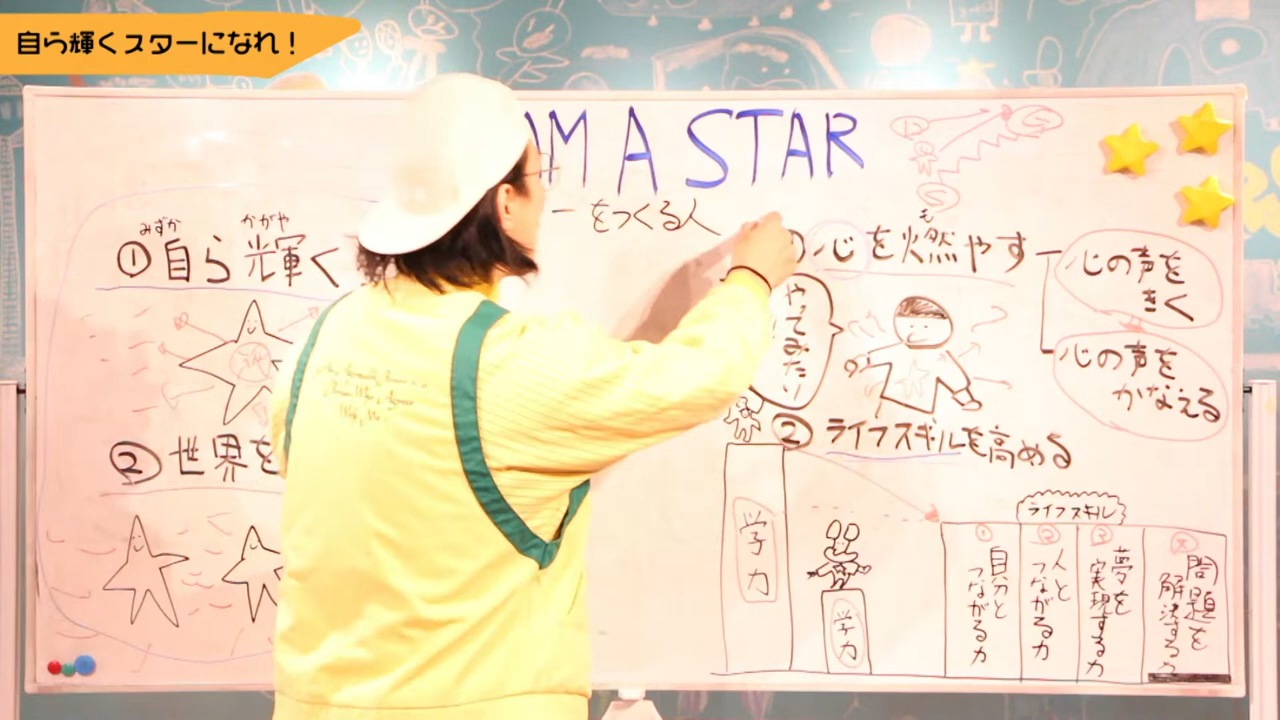 自ら輝くスターになれ!
AM A STAR
ーをつくる人
みずか かがや
①自ら輝く
②世界を
も
心を燃やす
心の声を
きく
心の声を
かなえる
やってみたり
②ライフスキルを高める
学力
学力
ライフスキル
①自分と
つながる力
②人と
つながる力
③夢を
実現する力
問題を
解決する力